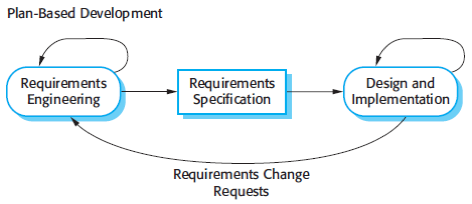 Plan-Based Development
Requirements
Engineering
Requirements
Specification
Design and
Implementation
Requirements Change
Requests